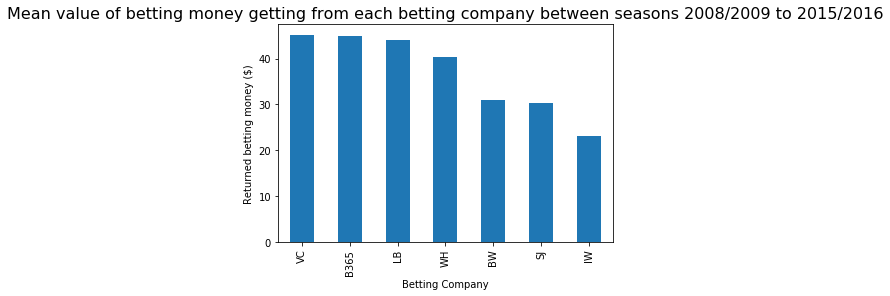 Mean value of betting money getting from each betting company between seasons 2008/2009 to 2015/2016
Returned betting money ($)
40
30
20
10
0
VC
B365
LB
WH
BW
SJ
IW
Betting Company